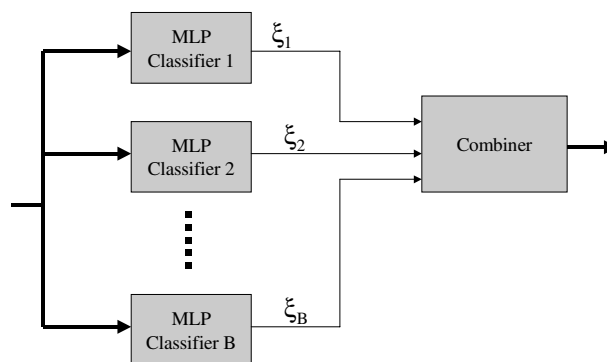 MLP
Classifier 1
ξ1
MLP
Classifier 2
ξ2
Combiner
MLP
Classifier B
ξB